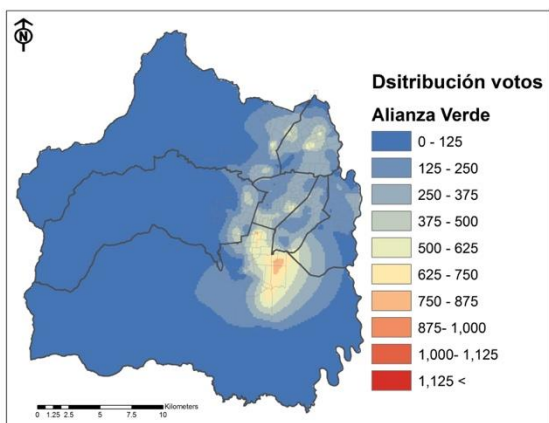 N
Dsitribución votos
Alianza Verde
0 - 125
125 - 250
250 - 375
375 - 500
500 - 625
625 - 750
750 - 875
875- 1,000
1,000- 1,125
1,125 <
0 1.25 2.5 5 7.5 10 Kilometers